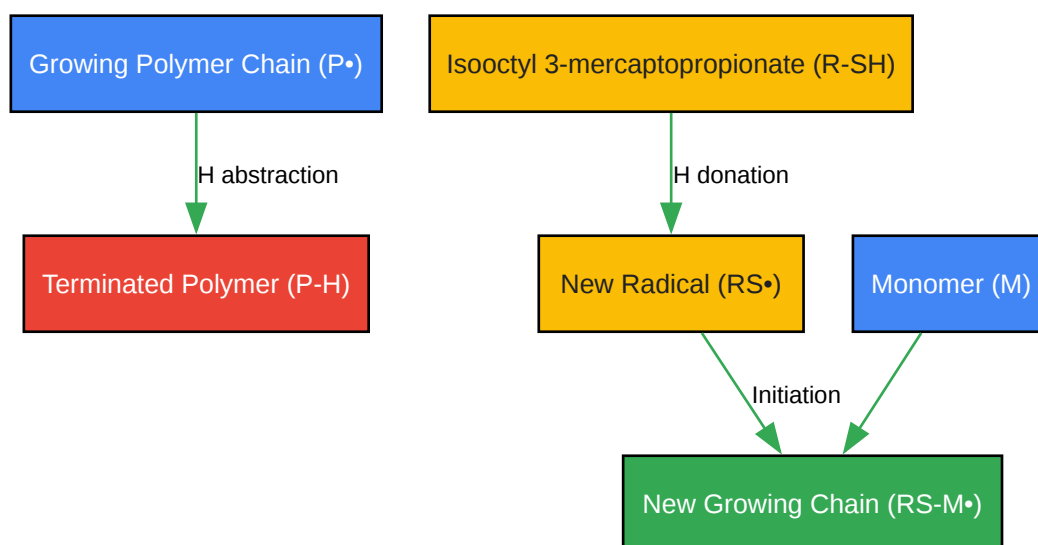 Growing Polymer Chain (P•)
Isooctyl 3-mercaptopropionate (R-SH)
H abstraction
H donation
Terminated Polymer (P-H)
New Radical (RS•)
Monomer (M)
Initiation
New Growing Chain (RS-M•)